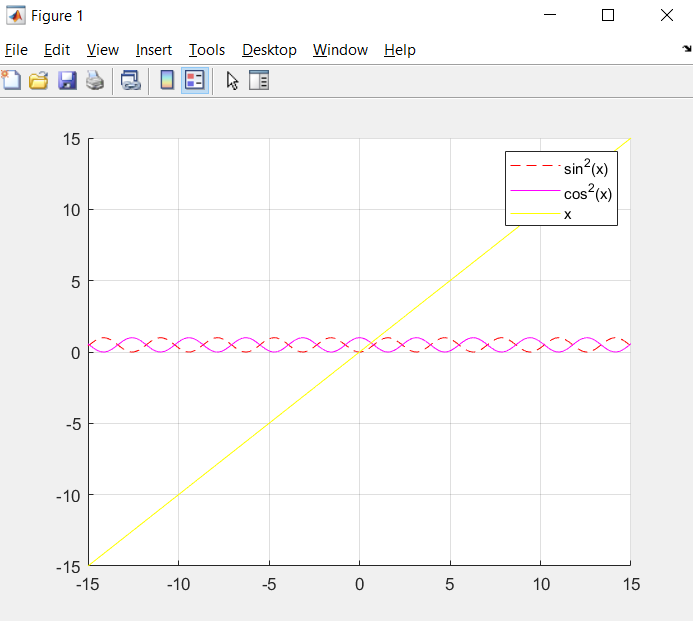 Figure 1
File Edit View Insert Tools Desktop Window Help
15
10
5
0
-5
-10
-15
-15 -10 -5 0 5 10 15
sin²(x)
cos²(x)
x